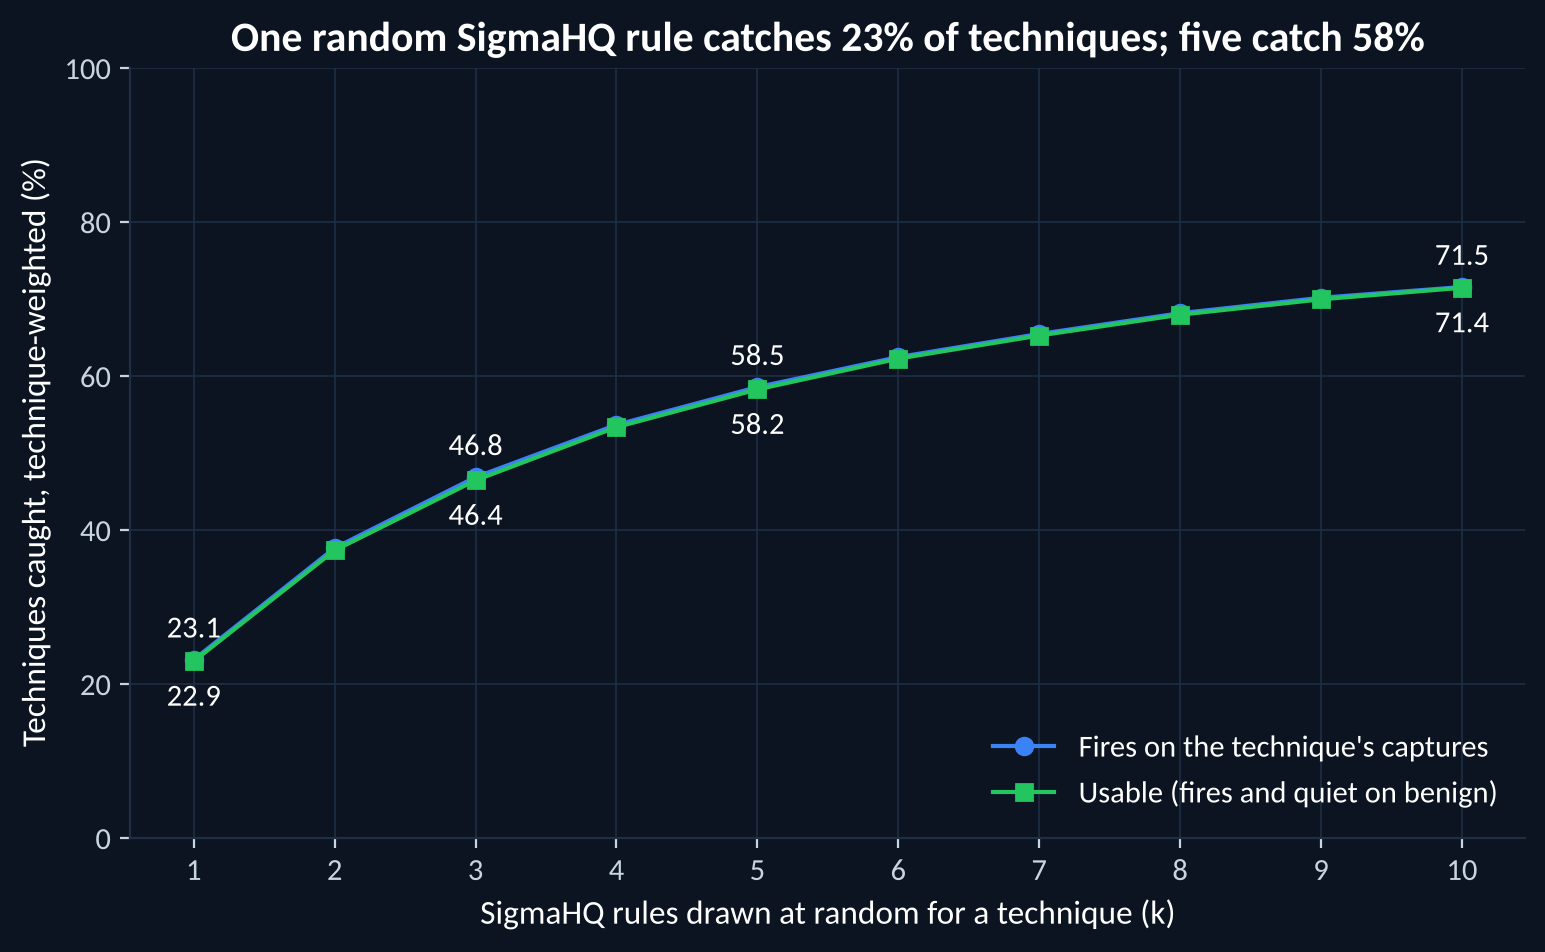 One random SigmaHQ rule catches 23% of techniques; five catch 58%
Techniques caught, technique-weighted (%)
100
80
60
40
20
0
23.1
22.9
46.8
46.4
58.5
58.2
71.5
71.4
Fires on the technique's captures
Usable (fires and quiet on benign)
1 2 3 4 5 6 7 8 9 10
SigmaHQ rules drawn at random for a technique (k)